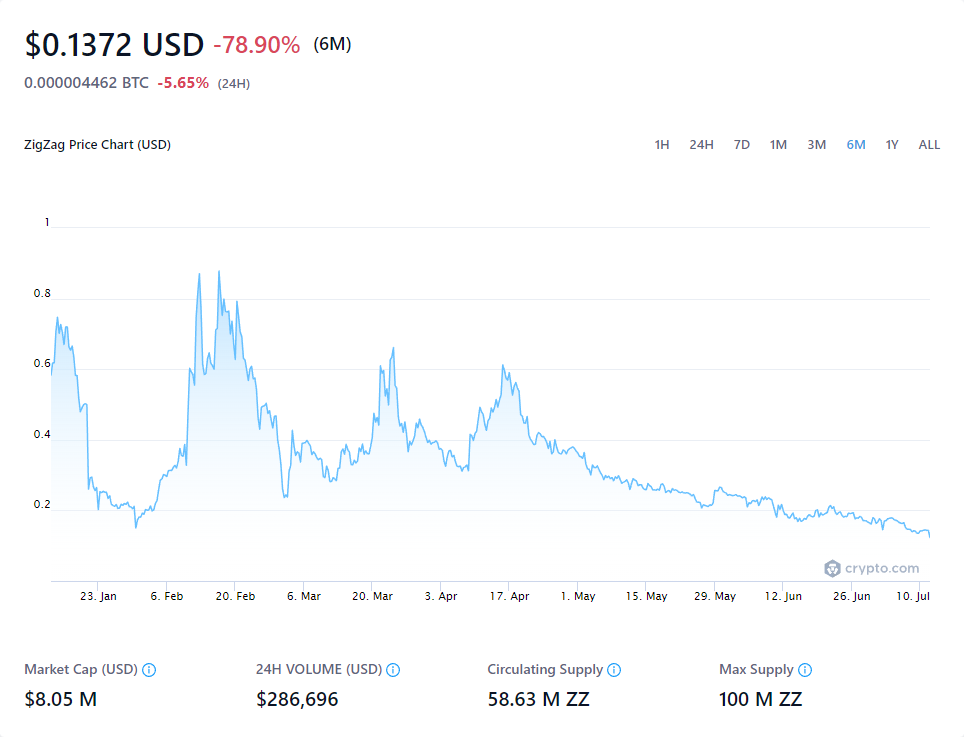 $0.1372 USD -78.90% (6M)
0.000004462 BTC -5.65% (24H)
ZigZag Price Chart (USD) 1H 24H 7D 1M 3M 6M 1Y ALL
1
0.8
0.6
0.4
0.2
crypto.com
23. Jan 6. Feb 20. Feb 6. Mar 20. Mar 3. Apr 17. Apr 1. May 15. May 29. May 12. Jun 26. Jun 10. Jul
Market Cap (USD) 24H VOLUME (USD) Circulating Supply Max Supply
$8.05 M $286,696 58.63 M ZZ 100 M ZZ